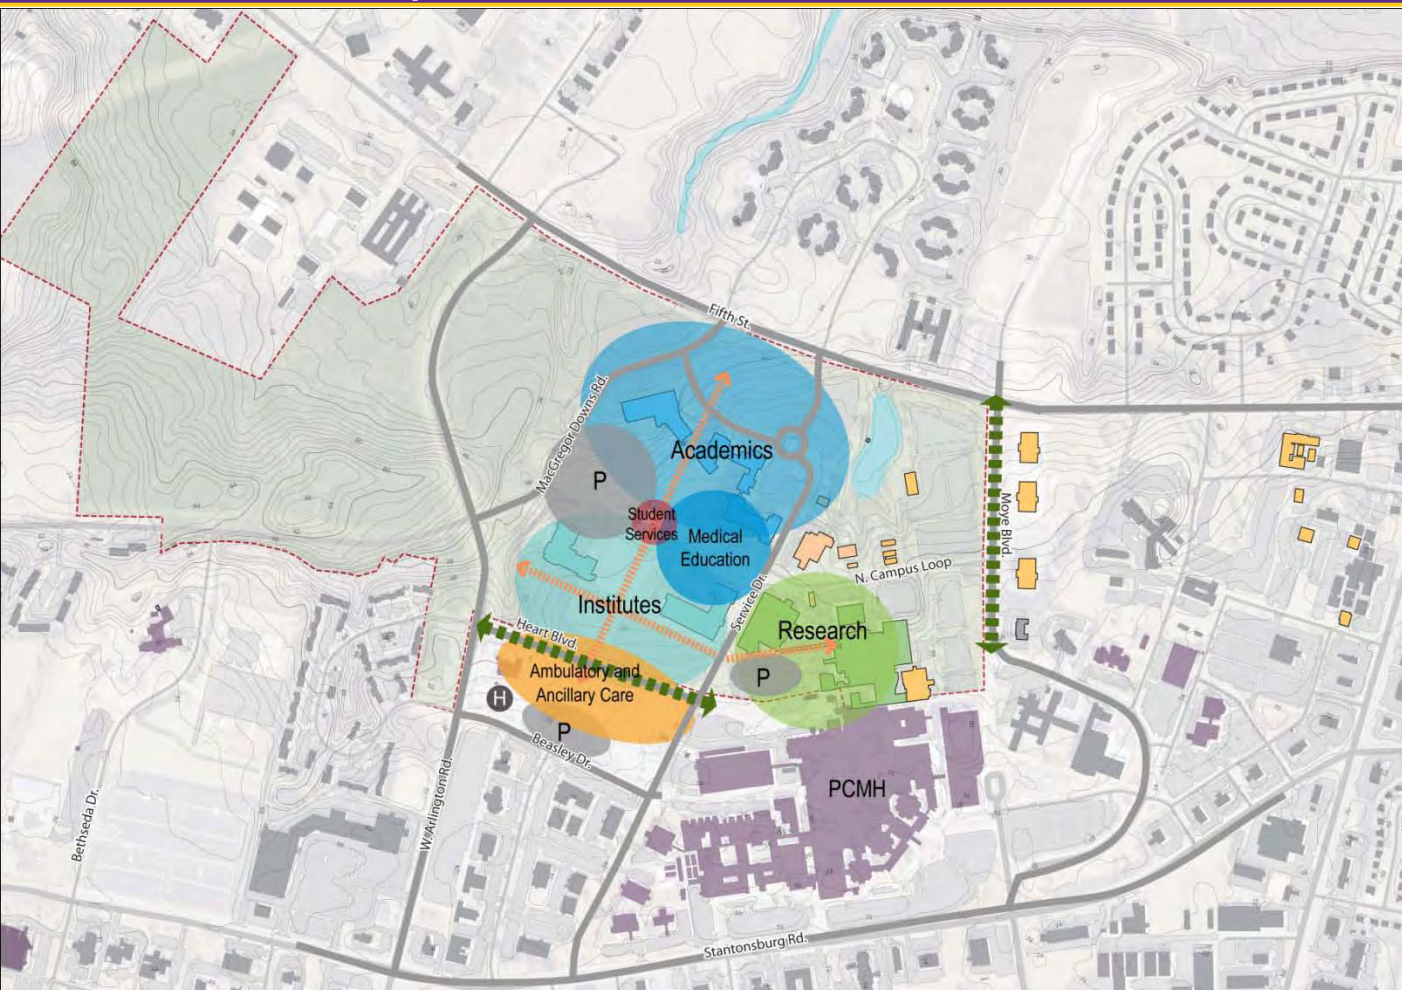 Fifth St.
MacGregor Downs Rd.
Academics
P
Student
Services
Medical
Education
Moye Blvd.
N. Campus Loop
Institutes
Service Dr.
Research
Heart Blvd.
Ambulatory and
Ancillary Care
P
H
P
Beasley Dr.
PCMH
W. Arlington Rd.
Bethseda Dr.
Stantonsburg Rd.